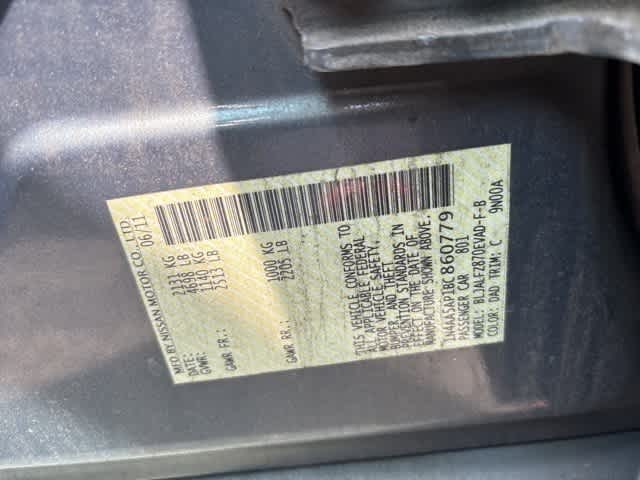 MFD BY NISSAN MOTOR CO., LTD.
DATE: 06/11
GVWR: 2131 KG
4698 LB
GAWR FR.: 1140 KG
2513 LB
GAWR RR.: 1000 KG
2205 LB
THIS VEHICLE CONFORMS TO
ALL APPLICABLE FEDERAL
MOTOR VEHICLE SAFETY,
BUMPER, AND THEFT
PREVENTION STANDARDS IN
EFFECT ON THE DATE OF
MANUFACTURE SHOWN ABOVE.
860779
PASSENGER CAR 801
MODEL:
COLOR: DAD TRIM: C 9N00A